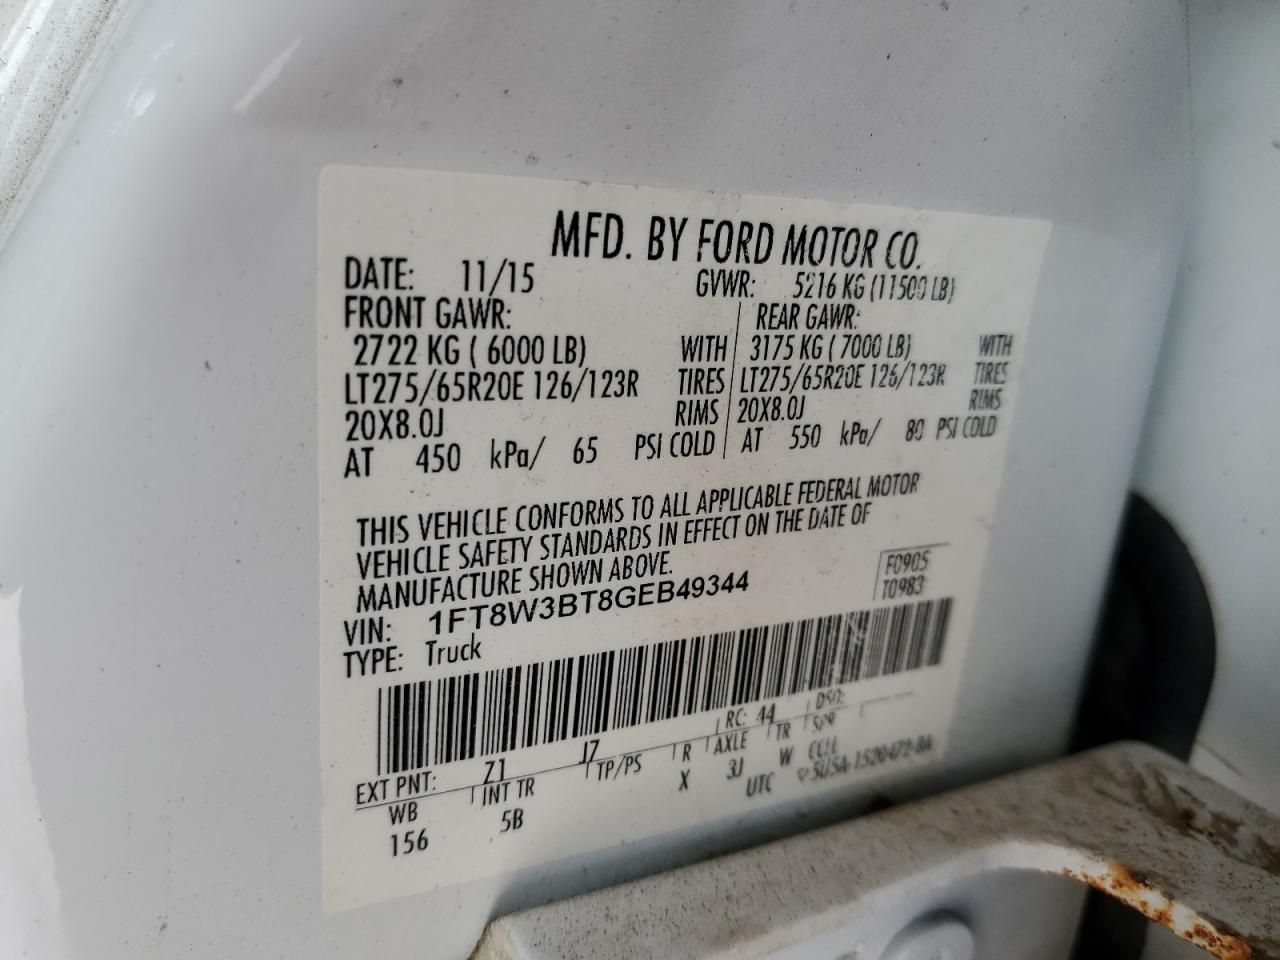 MFD. BY FORD MOTOR CO.
DATE: 11/15 GVWR: 5216 KG (11500 LB)
FRONT GAWR: REAR GAWR:
2722 KG ( 6000 LB) WITH 3175 KG ( 7000 LB) WITH
LT275/65R20E 126/123R TIRES LT275/65R20E 126/123R TIRES
20X8.0J RIMS 20X8.0J RIMS
AT 450 kPa/ 65 PSI COLD AT 550 kPa/ 80 PSI COLD
THIS VEHICLE CONFORMS TO ALL APPLICABLE FEDERAL MOTOR
VEHICLE SAFETY STANDARDS IN EFFECT ON THE DATE OF
MANUFACTURE SHOWN ABOVE.
F0905
T0983
VIN: 1FT8W3BT8GEB49344
TYPE: Truck
RC: 44 DSO:
EXT PNT: Z1 J7
WB INT TR TP/PS R AXLE TR SPR
156 5B X 3J W
UTC